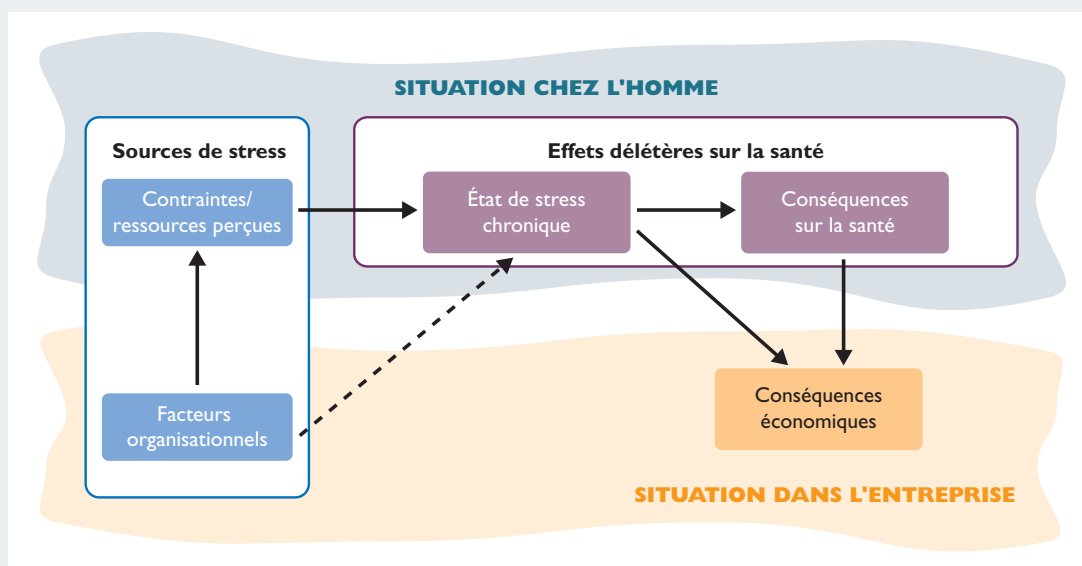 SITUATION CHEZ L'HOMME
Sources de stress
Contraintes/
ressources perçues
Facteurs
organisationnels
Effets délétères sur la santé
État de stress
chronique
Conséquences
sur la santé
Conséquences
économiques
SITUATION DANS L'ENTREPRISE